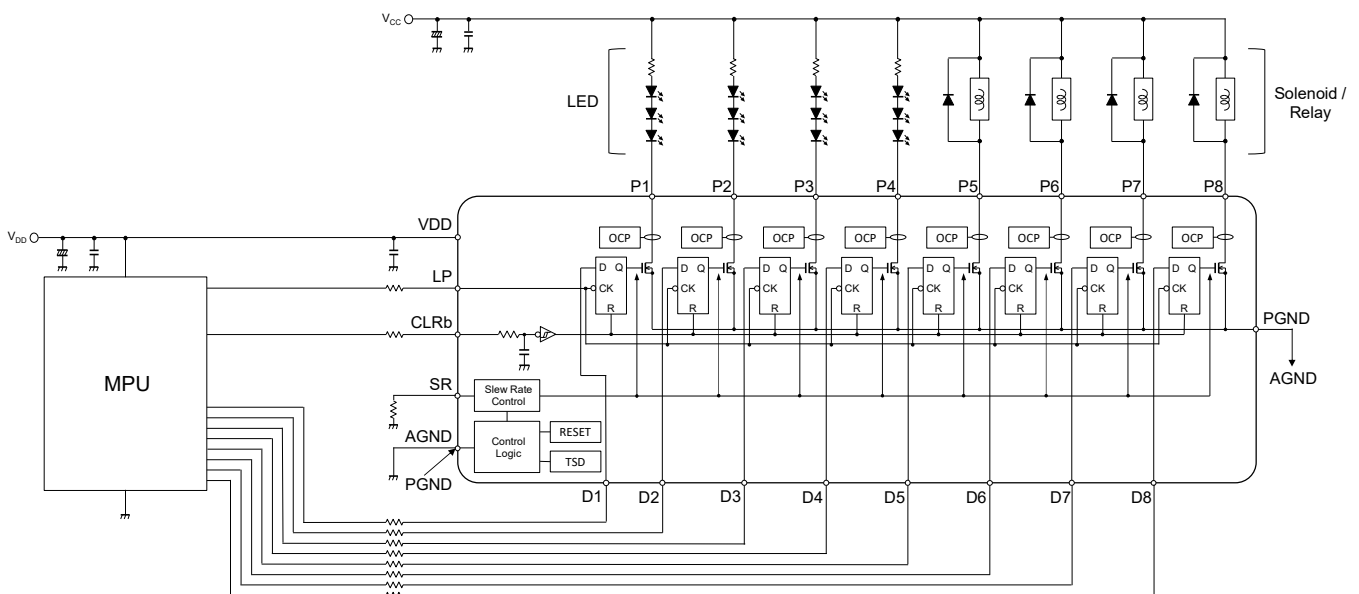 VCC
LED
Solenoid /
Relay
P1 P2 P3 P4 P5 P6 P7 P8
VDD
VDD
OCP OCP OCP OCP OCP OCP OCP OCP
LP
D Q D Q D Q D Q D Q D Q D Q D Q
CK CK CK CK CK CK CK CK
R R R R R R R R
CLRb
PGND
MPU
AGND
SR
Slew Rate
Control
AGND
Control
Logic
RESET
TSD
PGND
D1 D2 D3 D4 D5 D6 D7 D8